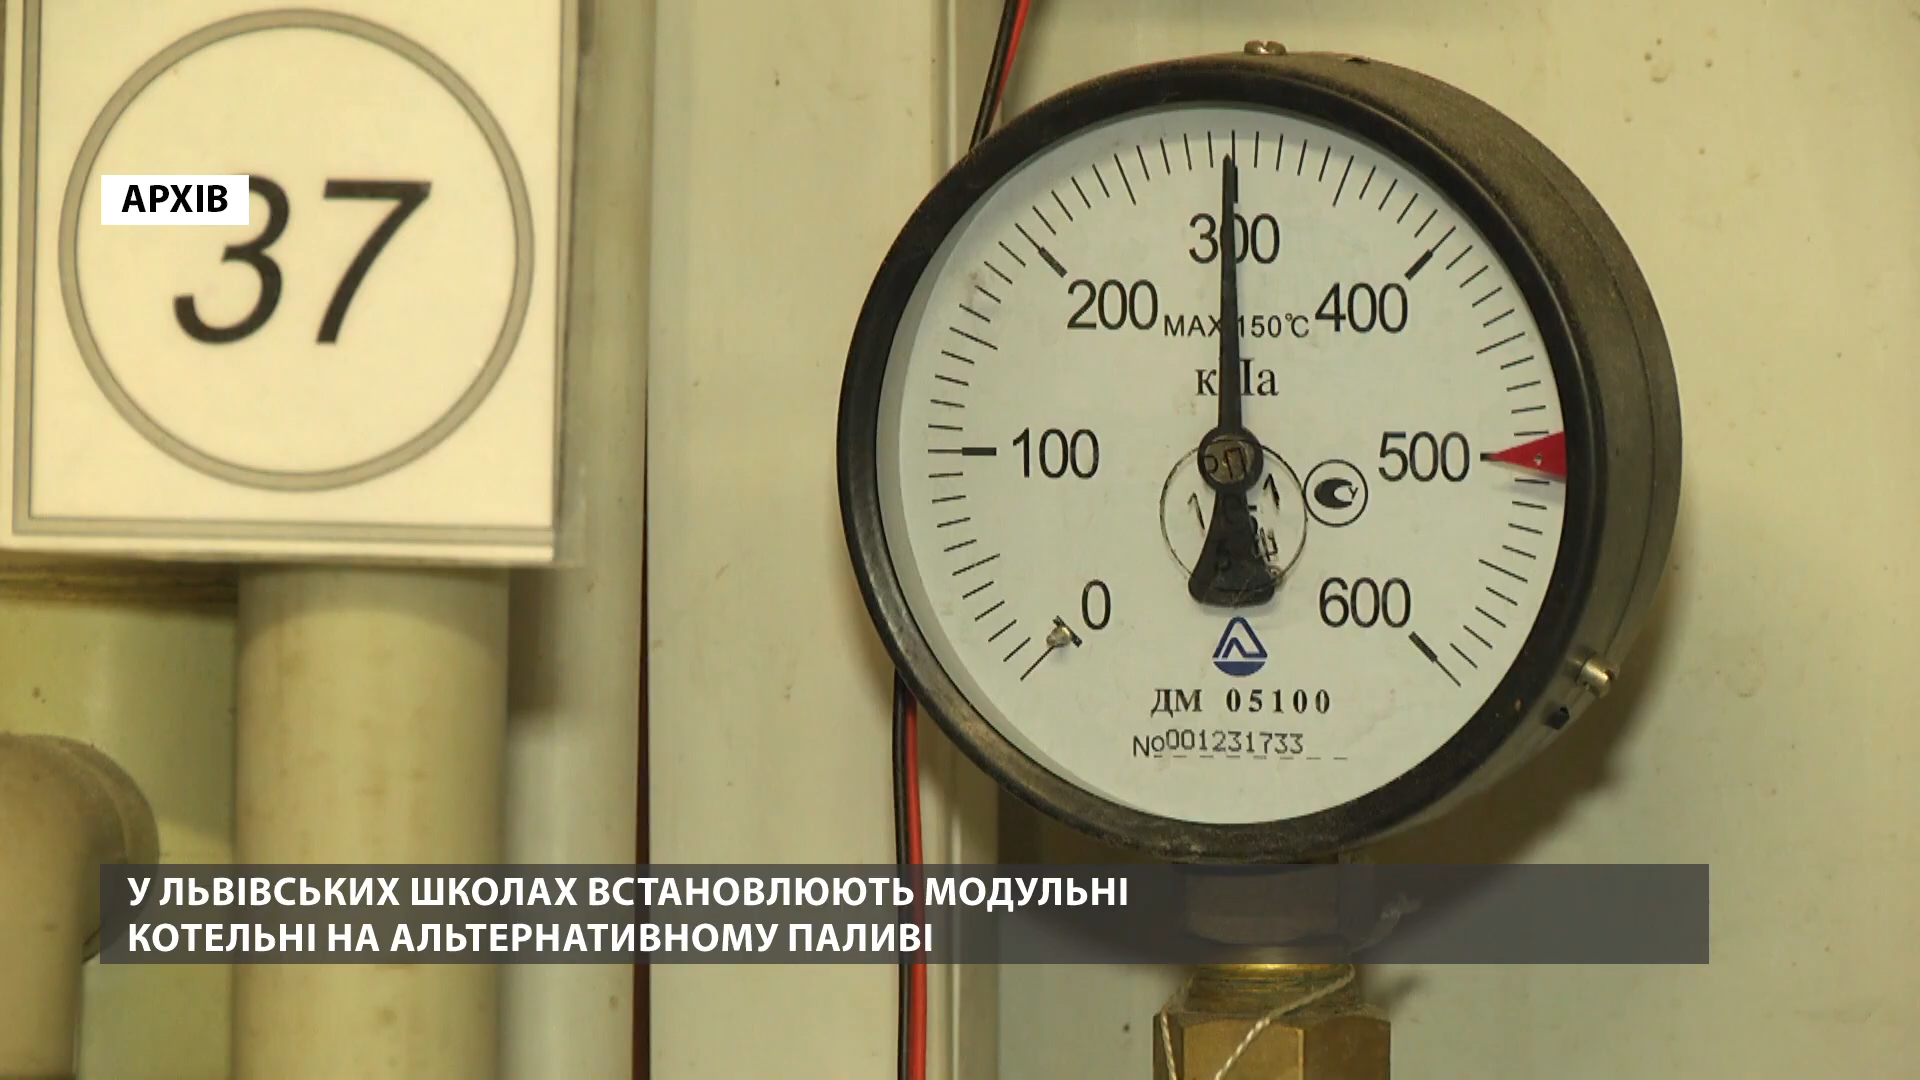 АРХІВ
37
300
200
400
MAX 150°C
кПа
100
500
0
600
ДМ 05100
№001231733
У ЛЬВІВСЬКИХ ШКОЛАХ ВСТАНОВЛЮЮТЬ МОДУЛЬНІ
КОТЕЛЬНІ НА АЛЬТЕРНАТИВНОМУ ПАЛИВІ